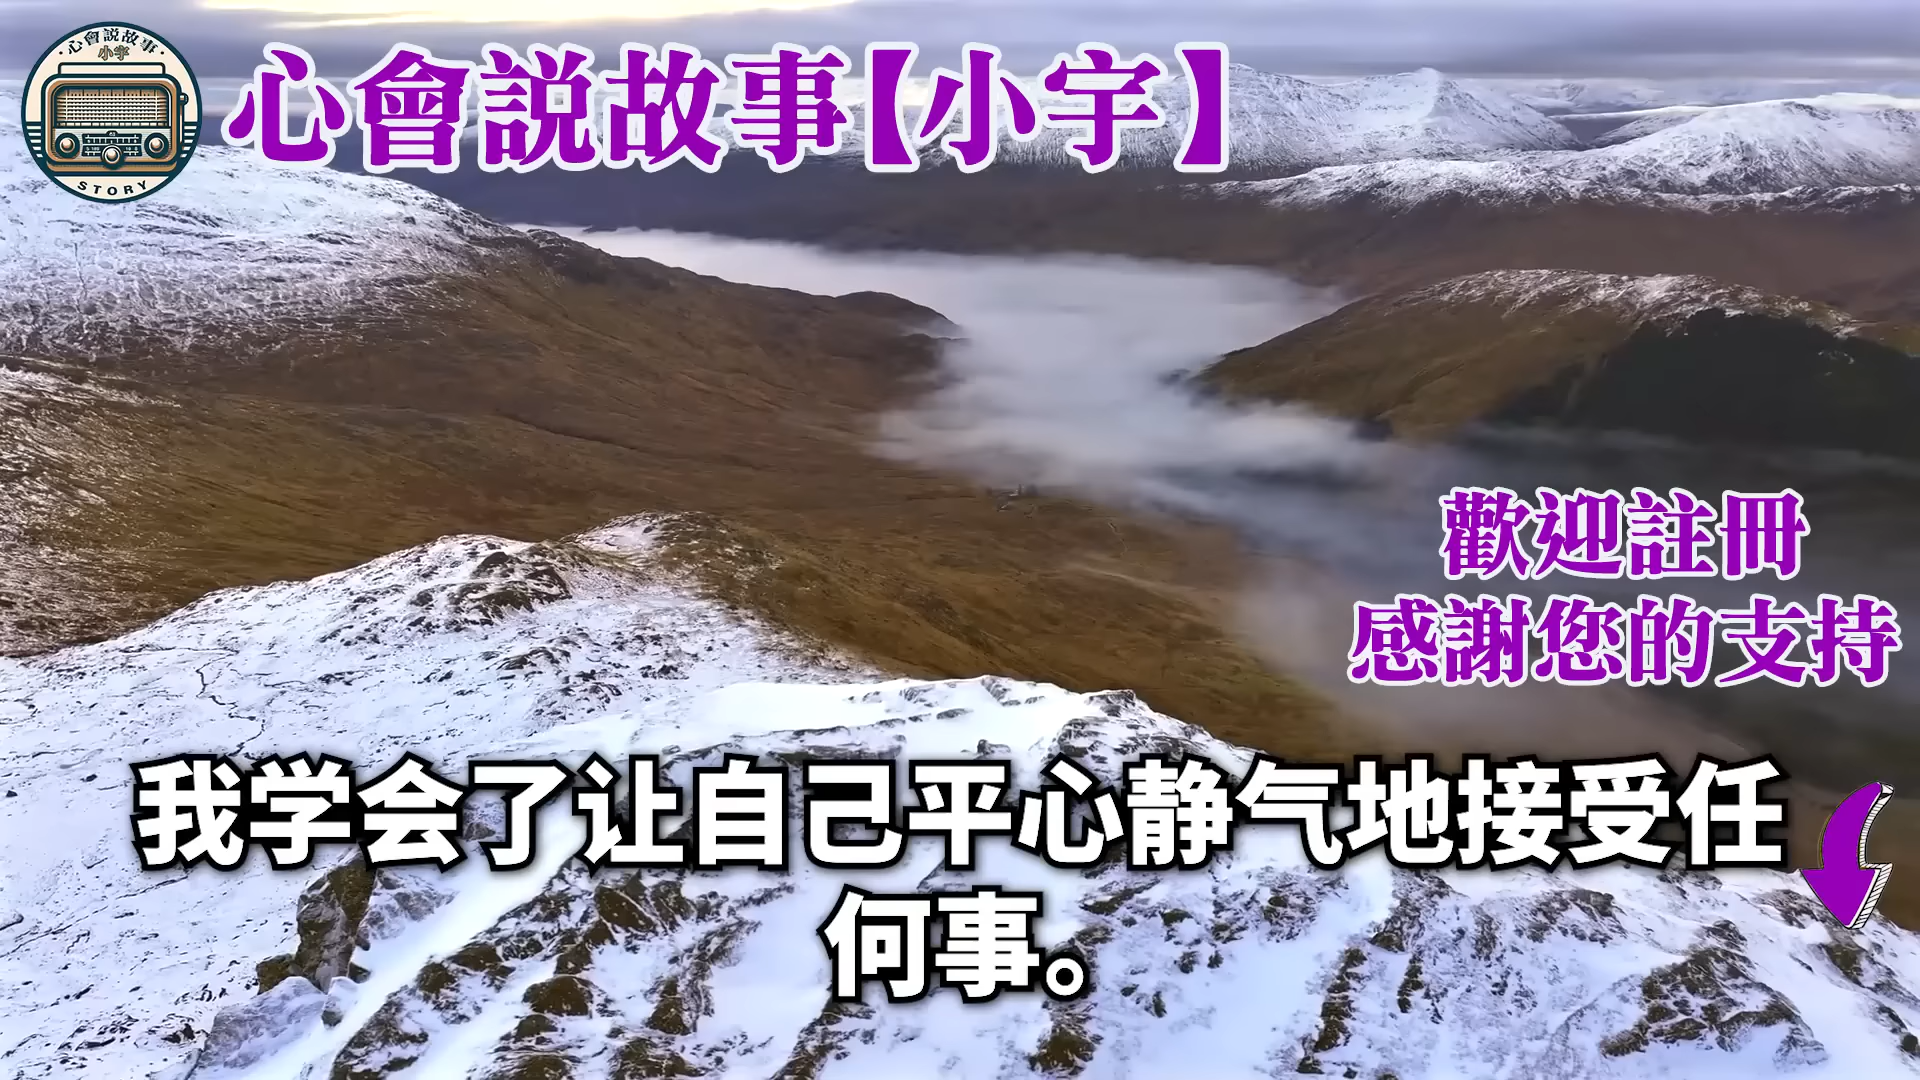 ·心會説故事·
小宇
STORY
心會説故事【小宇】
歡迎註冊
感謝您的支持
我学会了让自己平心静气地接受任
何事。